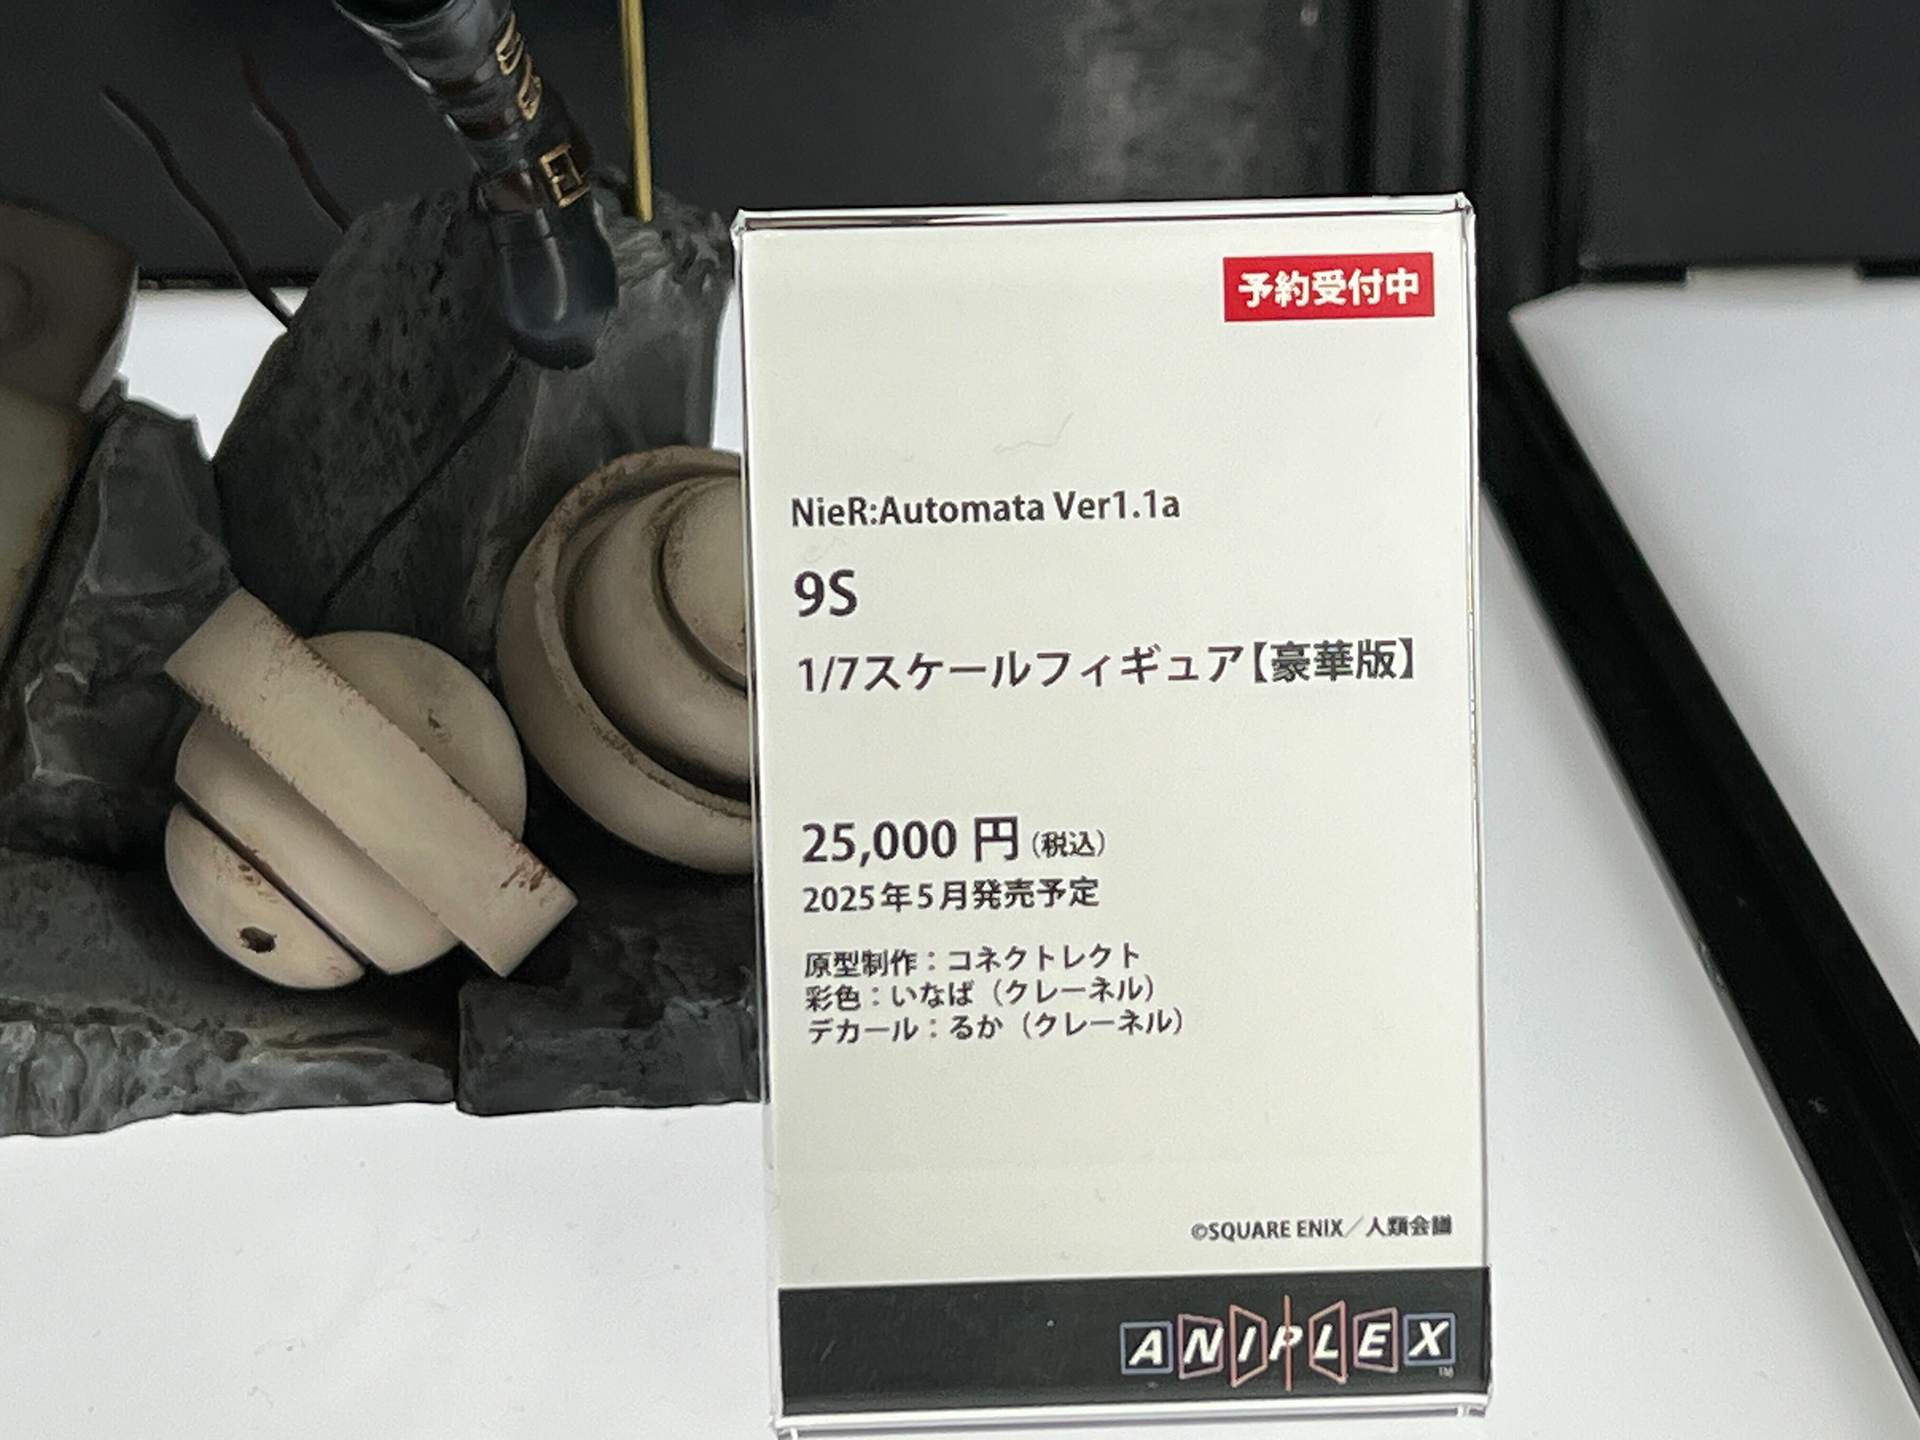 予約受付中
NieR:Automata Ver1.1a
9S
1/7スケールフィギュア【豪華版】
25,000 円（税込）
2025年5月発売予定
原型制作：コネクトレクト
彩色：いなば（クレーネル）
デカール：るか（クレーネル）
©SQUARE ENIX／人類会議
ANIPLEX TM